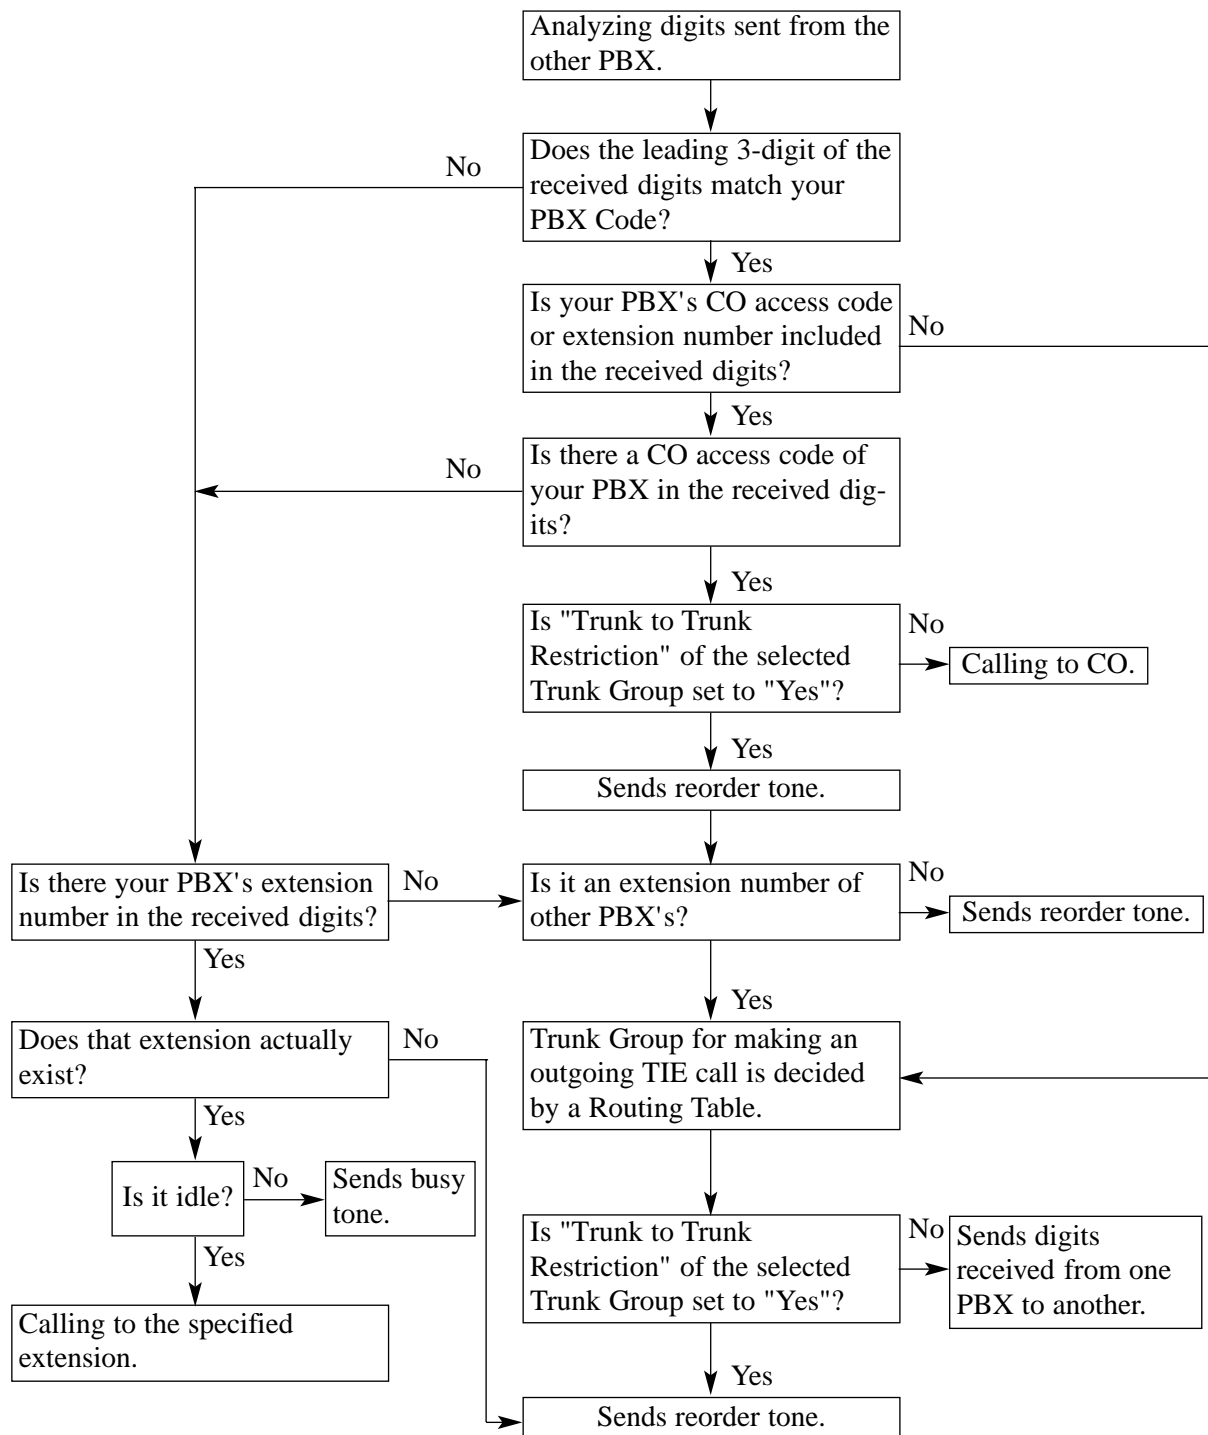 Analyzing digits sent from the
other PBX.
No
Does the leading 3-digit of the
received digits match your
PBX Code?
Yes
Is your PBX's CO access code
or extension number included
in the received digits?
No
Yes
No
Is there a CO access code of
your PBX in the received dig-
its?
Yes
Is "Trunk to Trunk
Restriction" of the selected
Trunk Group set to "Yes"?
No
Calling to CO.
Yes
Sends reorder tone.
Is there your PBX's extension
number in the received digits?
No
Is it an extension number of
other PBX's?
No
Sends reorder tone.
Yes
Yes
Does that extension actually
exist?
No
Trunk Group for making an
outgoing TIE call is decided
by a Routing Table.
Yes
Is it idle?
No
Sends busy
tone.
Yes
Is "Trunk to Trunk
Restriction" of the selected
Trunk Group set to "Yes"?
No
Sends digits
received from one
PBX to another.
Calling to the specified
extension.
Yes
Sends reorder tone.